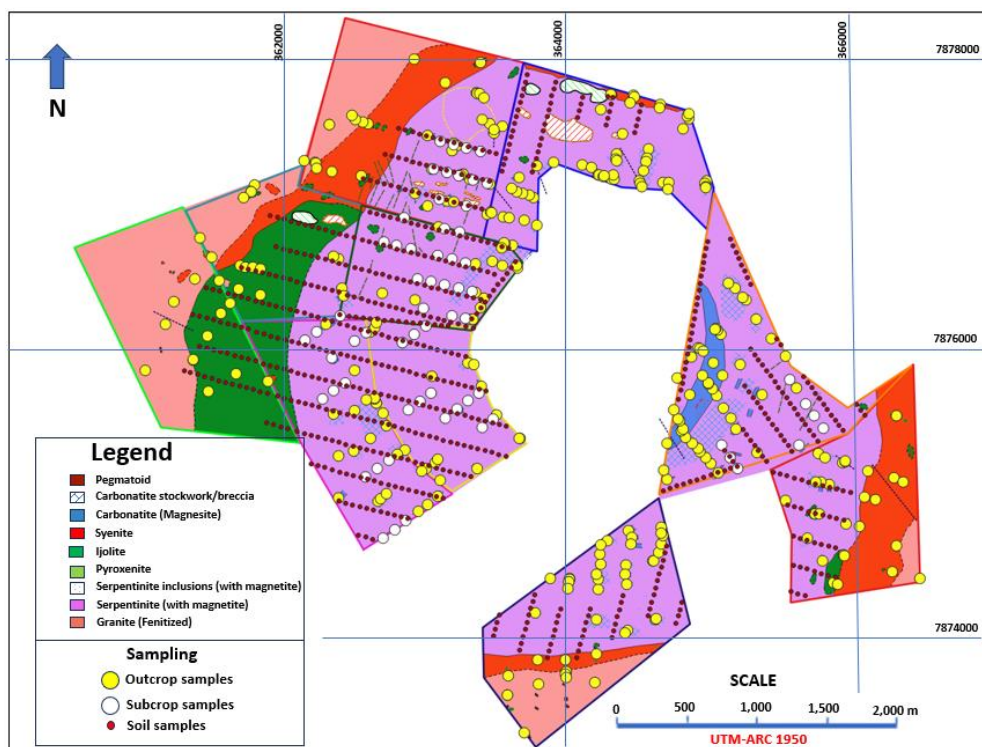 362000
364000
366000
7878000
N
7876000
Legend
Pegmatoid
Carbonatite stockwork/breccia
Carbonatite (Magnesite)
Syenite
Ijolite
Pyroxenite
Serpentinite inclusions (with magnetite)
Serpentinite (with magnetite)
Granite (Fenitized)
7874000
Sampling
Outcrop samples
Subcrop samples
Soil samples
SCALE
0 500 1,000 1,500 2,000 m
UTM-ARC 1950